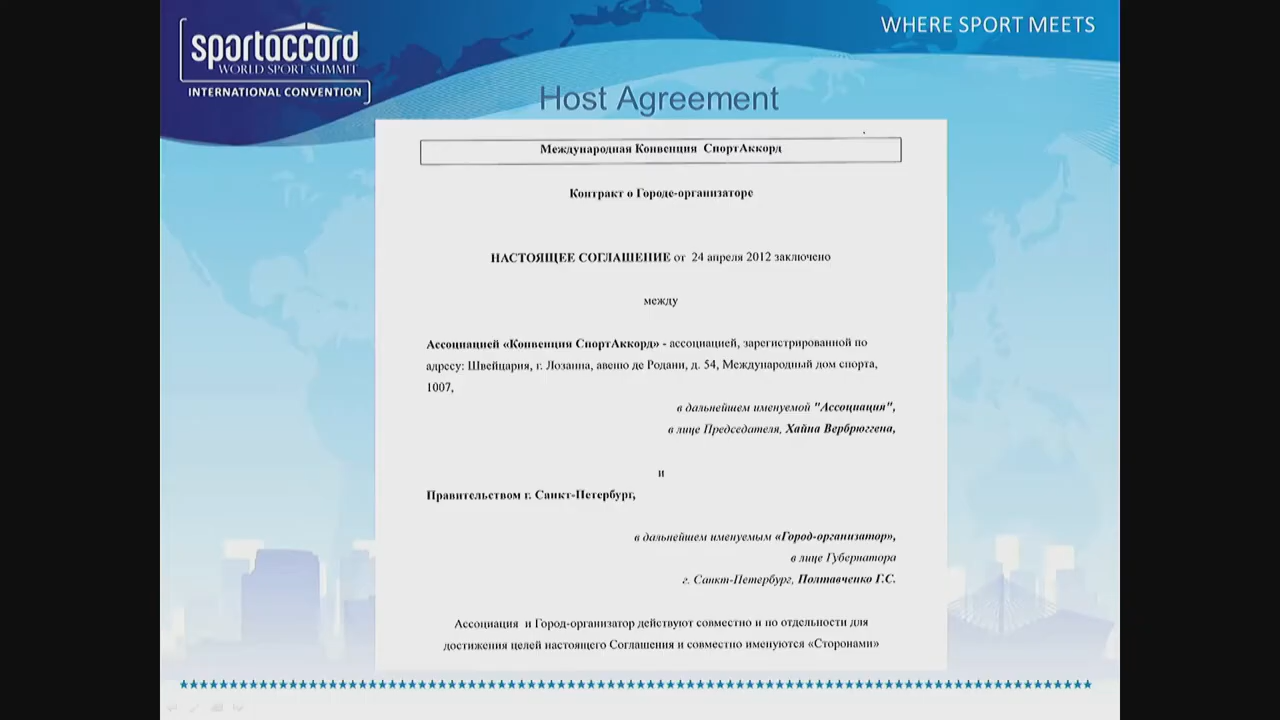 sportaccord
WORLD SPORT SUMMIT
INTERNATIONAL CONVENTION
WHERE SPORT MEETS
Host Agreement
Международная Конвенция СпортАккорд
Контракт о Городе-организаторе
НАСТОЯЩЕЕ СОГЛАШЕНИЕ от 24 апреля 2012 заключено
между
Ассоциацией «Конвенция СпортАккорд» - ассоциацией, зарегистрированной по
адресу: Швейцария, г. Лозанна, авеню де Родани, д. 54, Международный дом спорта,
1007,
в дальнейшем именуемой "Ассоциация",
в лице Председателя, Хайна Вербрюггена,
и
Правительством г. Санкт-Петербург,
в дальнейшем именуемым «Город-организатор»,
в лице Губернатора
г. Санкт-Петербург, Полтавченко Г.С.
Ассоциация и Город-организатор действуют совместно и по отдельности для
достижения целей настоящего Соглашения и совместно именуются «Сторонами»